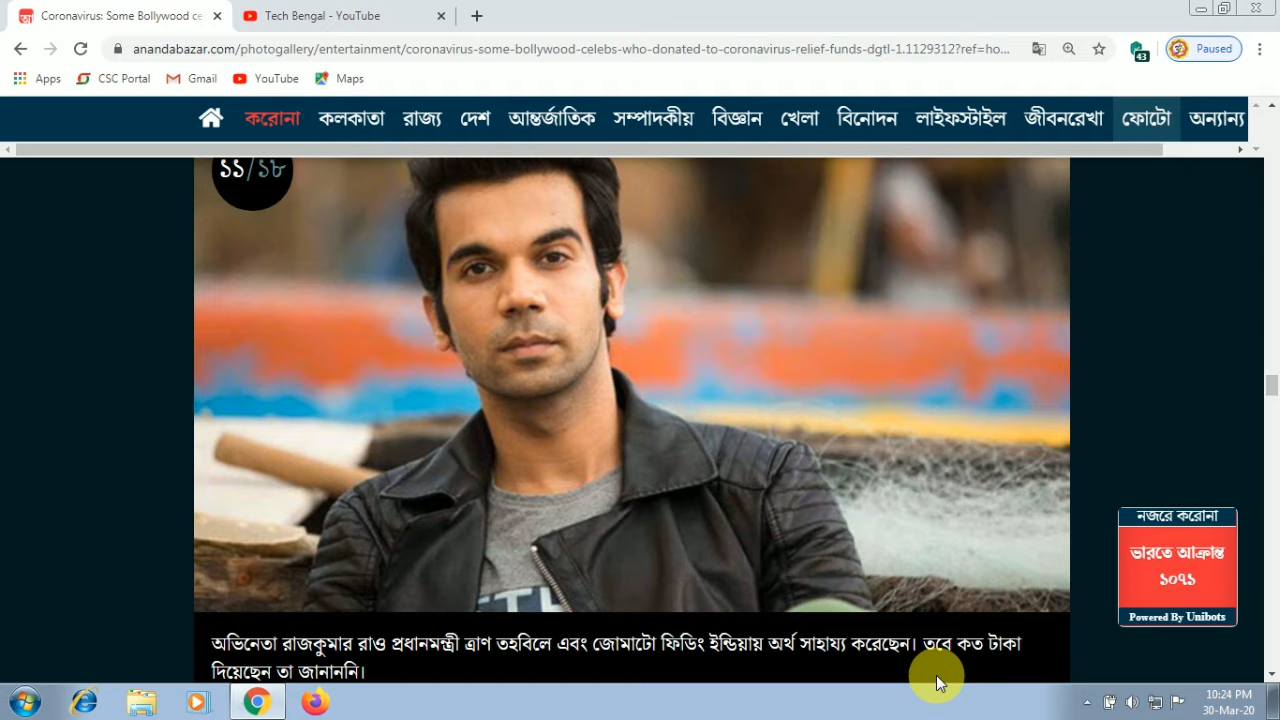 Coronavirus: Some Bollywood ce
Tech Bengal - YouTube
anandabazar.com/photogallery/entertainment/coronavirus-some-bollywood-celebs-who-donated-to-coronavirus-relief-funds-dgtl-1.1129312?ref=ho...
43
Paused
Apps CSC Portal Gmail YouTube Maps
করোনা কলকাতা রাজ্য দেশ আন্তর্জাতিক সম্পাদকীয় বিজ্ঞান খেলা বিনোদন লাইফস্টাইল জীবনরেখা ফোটো অন্যান্য
১১/১৮
নজরে করোনা
ভারতে আক্রান্ত
১০৭১
Powered By Unibots
অভিনেতা রাজকুমার রাও প্রধানমন্ত্রী ত্রাণ তহবিলে এবং জোমাটো ফিডিং ইন্ডিয়ায় অর্থ সাহায্য করেছেন। তবে কত টাকা
দিয়েছেন তা জানাননি।
10:24 PM
30-Mar-20